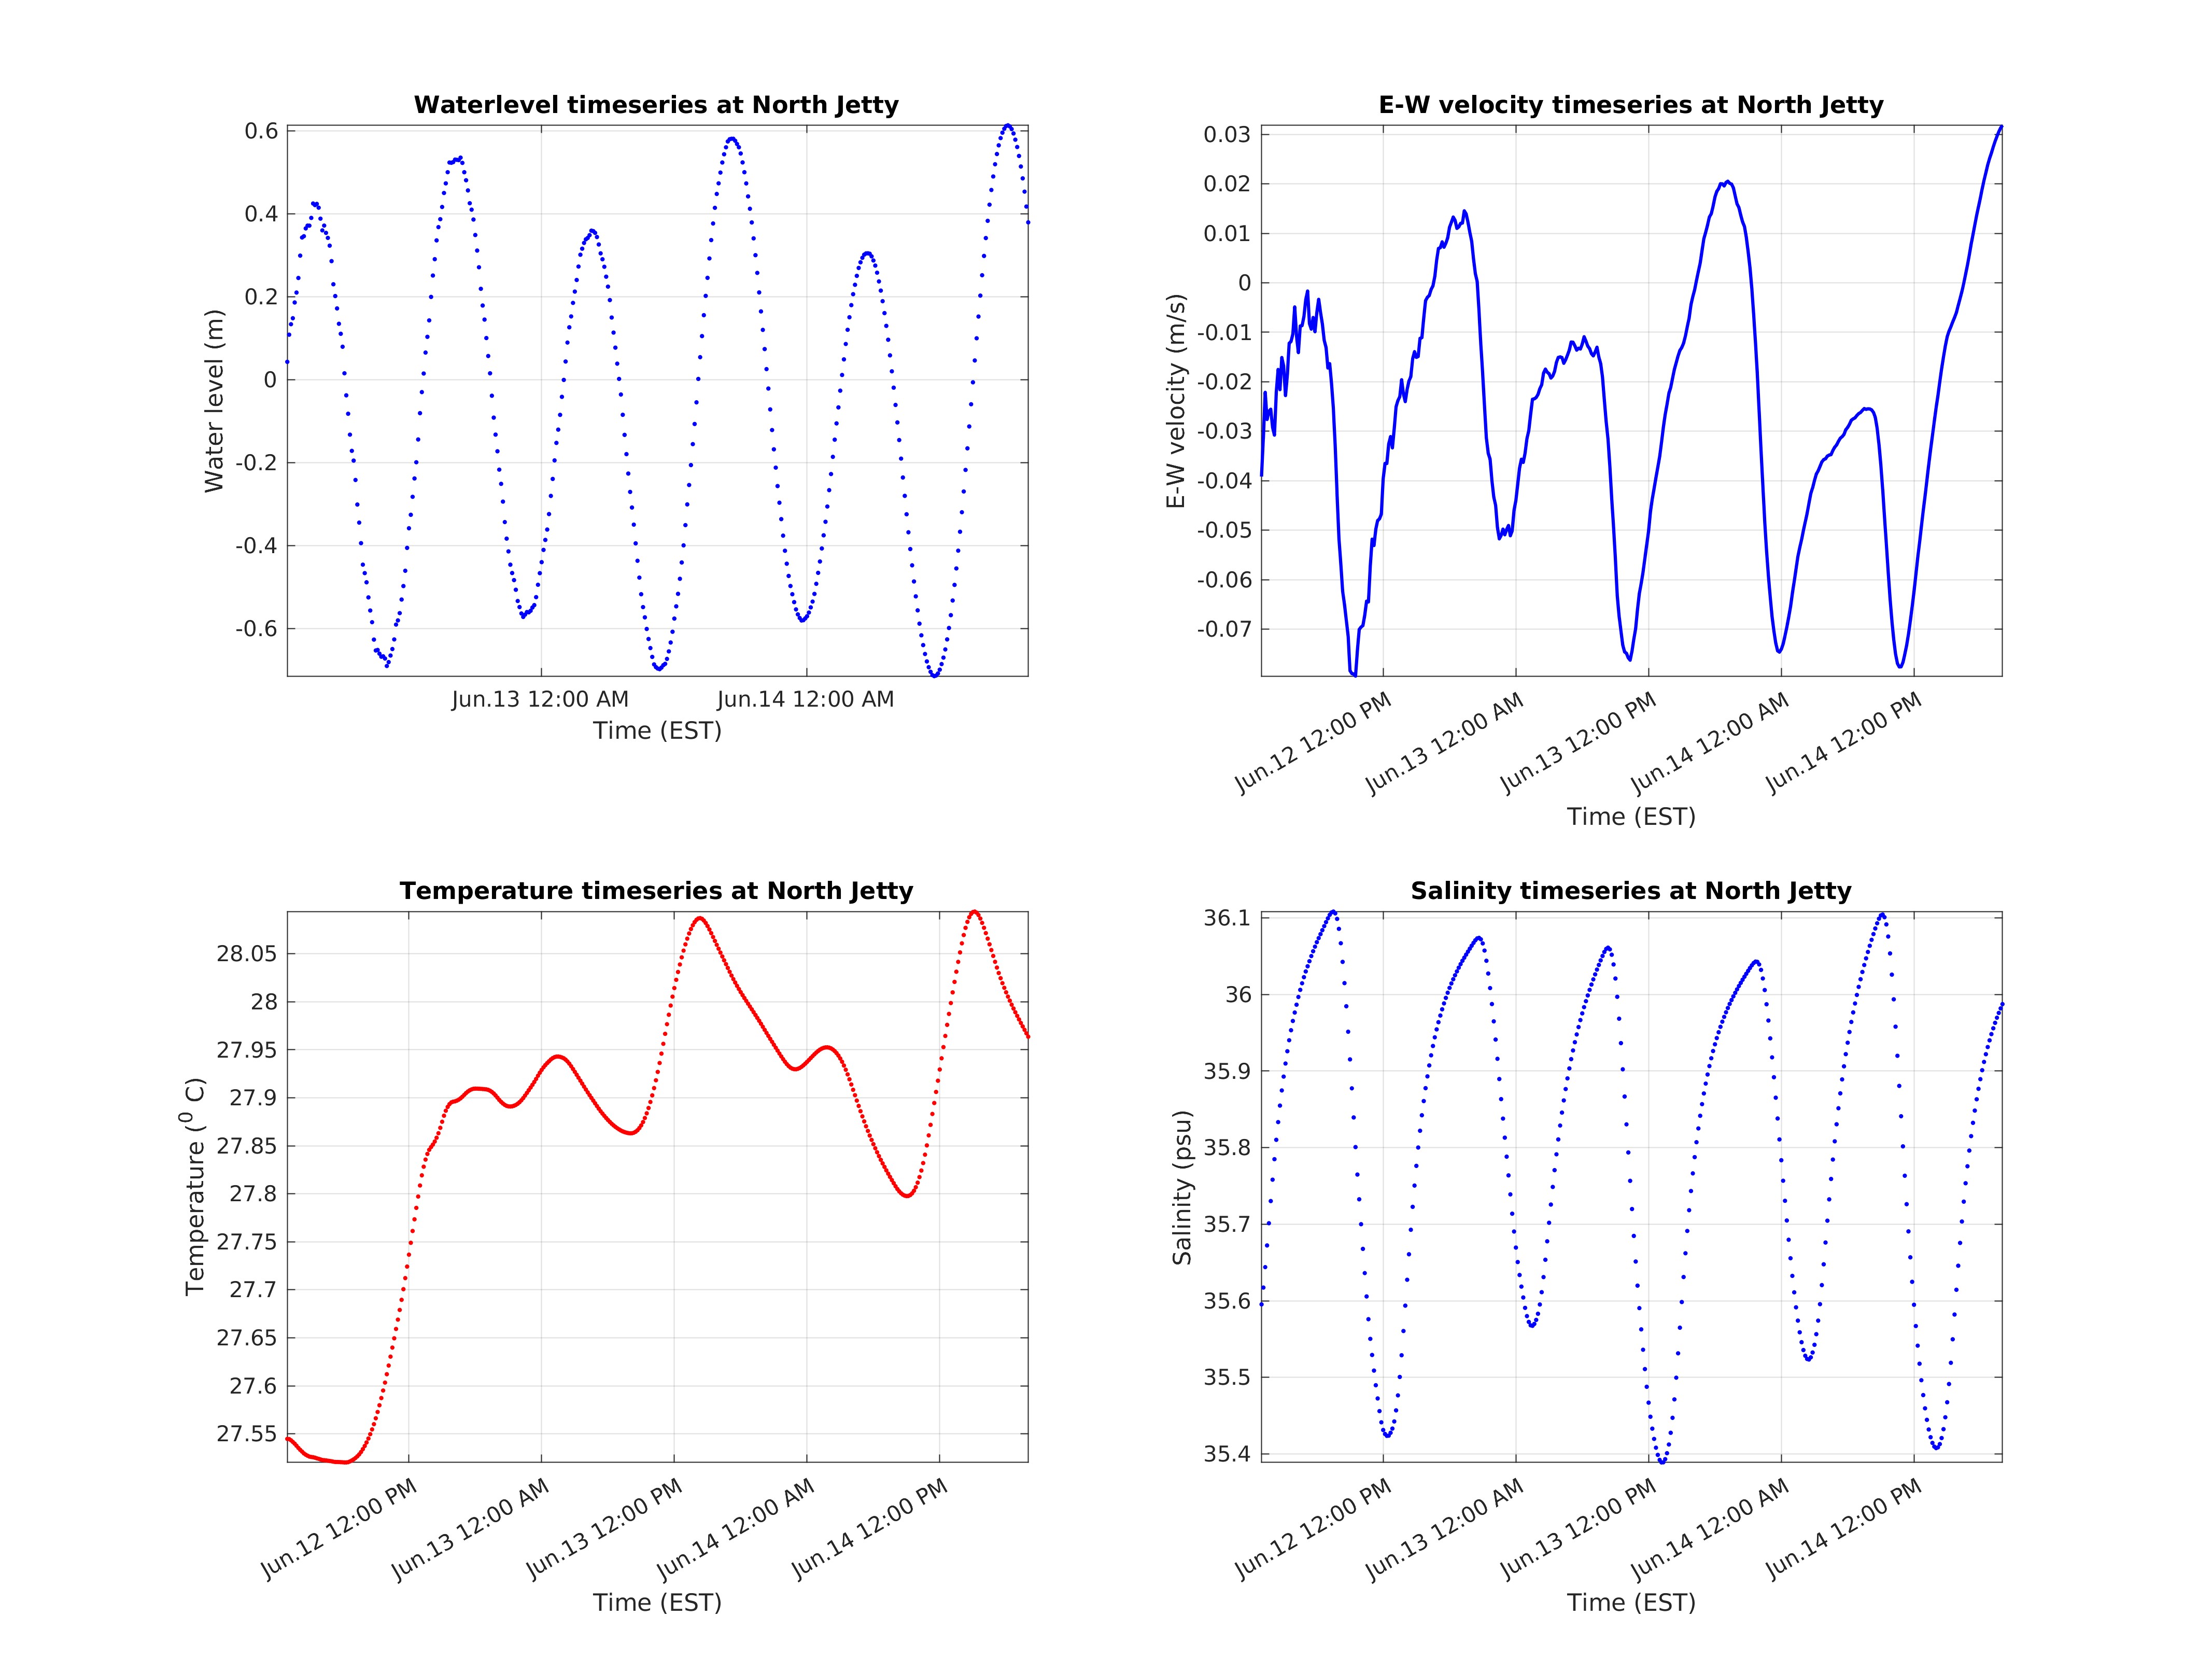 Waterlevel timeseries at North Jetty
0.6
0.4
0.2
0
-0.2
-0.4
-0.6
Water level (m)
Jun.13 12:00 AM
Jun.14 12:00 AM
Time (EST)
E-W velocity timeseries at North Jetty
0.03
0.02
0.01
0
-0.01
-0.02
-0.03
-0.04
-0.05
-0.06
-0.07
E-W velocity (m/s)
Jun.12 12:00 PM
Jun.13 12:00 AM
Jun.13 12:00 PM
Jun.14 12:00 AM
Jun.14 12:00 PM
Time (EST)
Temperature timeseries at North Jetty
28.05
28
27.95
27.9
27.85
27.8
27.75
27.7
27.65
27.6
27.55
Temperature (⁰ C)
Jun.12 12:00 PM
Jun.13 12:00 AM
Jun.13 12:00 PM
Jun.14 12:00 AM
Jun.14 12:00 PM
Time (EST)
Salinity timeseries at North Jetty
36.1
36
35.9
35.8
35.7
35.6
35.5
35.4
Salinity (psu)
Jun.12 12:00 PM
Jun.13 12:00 AM
Jun.13 12:00 PM
Jun.14 12:00 AM
Jun.14 12:00 PM
Time (EST)